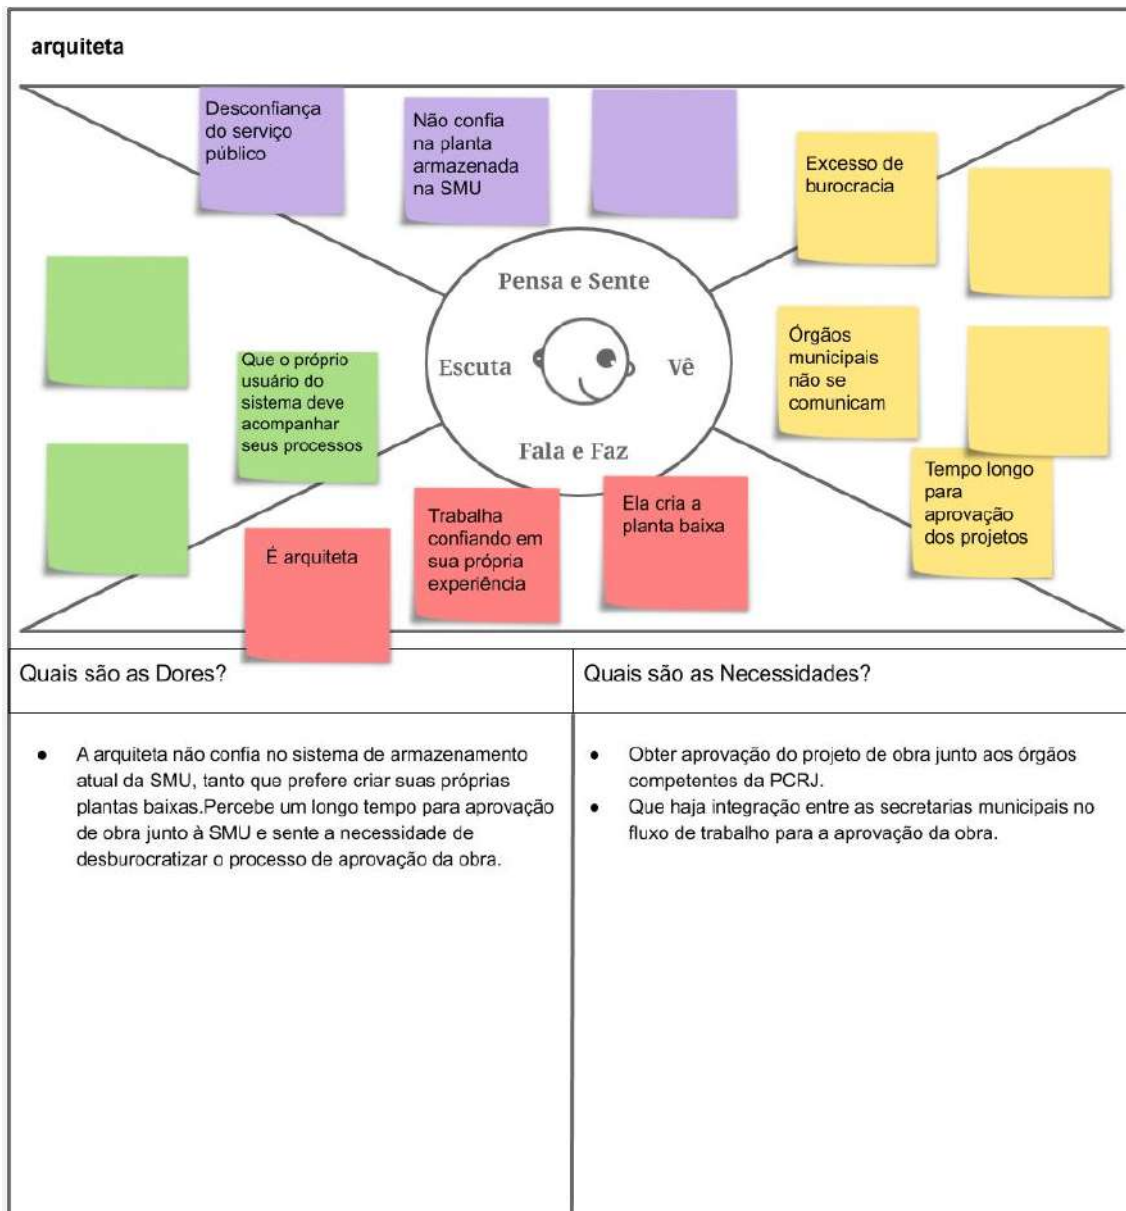 arquiteta
Desconfiança
do serviço
público
Não confia
na planta
armazenada
na SMU
Excesso de
burocracia
Pensa e Sente
Escuta
Vê
Fala e Faz
Órgãos
municipais
não se
comunicam
Que o próprio
usuário do
sistema deve
acompanhar
seus processos
Tempo longo
para
aprovação
dos projetos
É arquiteta
Trabalha
confiando em
sua própria
experiência
Ela cria a
planta baixa
Quais são as Dores?
● A arquiteta não confia no sistema de armazenamento
atual da SMU, tanto que prefere criar suas próprias
plantas baixas.Percebe um longo tempo para aprovação
de obra junto à SMU e sente a necessidade de
desburocratizar o processo de aprovação da obra.
Quais são as Necessidades?
● Obter aprovação do projeto de obra junto aos órgãos
competentes da PCRJ.
● Que haja integração entre as secretarias municipais no
fluxo de trabalho para a aprovação da obra.